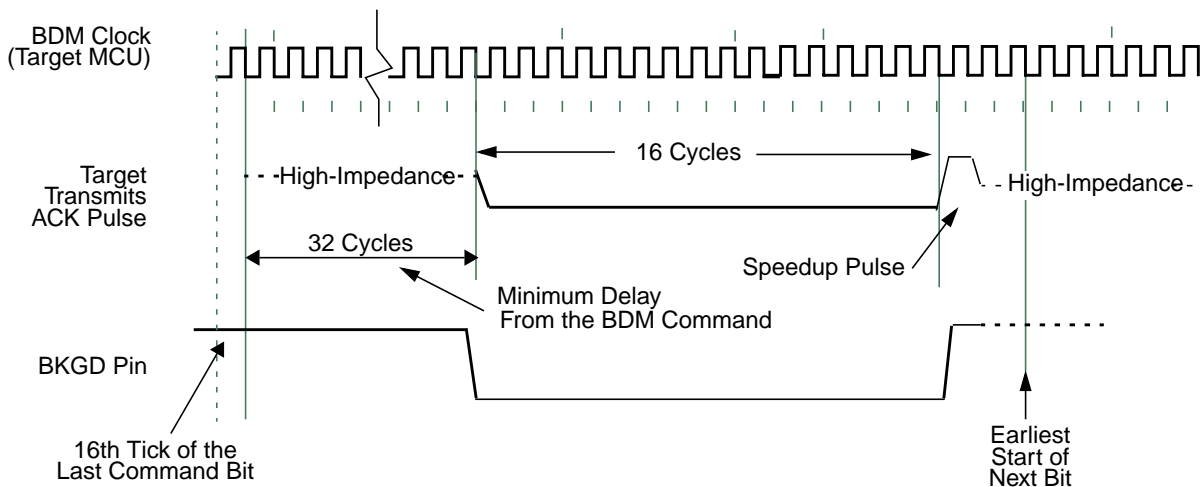 BDM Clock
(Target MCU)
16 Cycles
Target
Transmits
ACK Pulse
High-Impedance
High-Impedance
32 Cycles
Speedup Pulse
Minimum Delay
From the BDM Command
BKGD Pin
16th Tick of the
Last Command Bit
Earliest
Start of
Next Bit